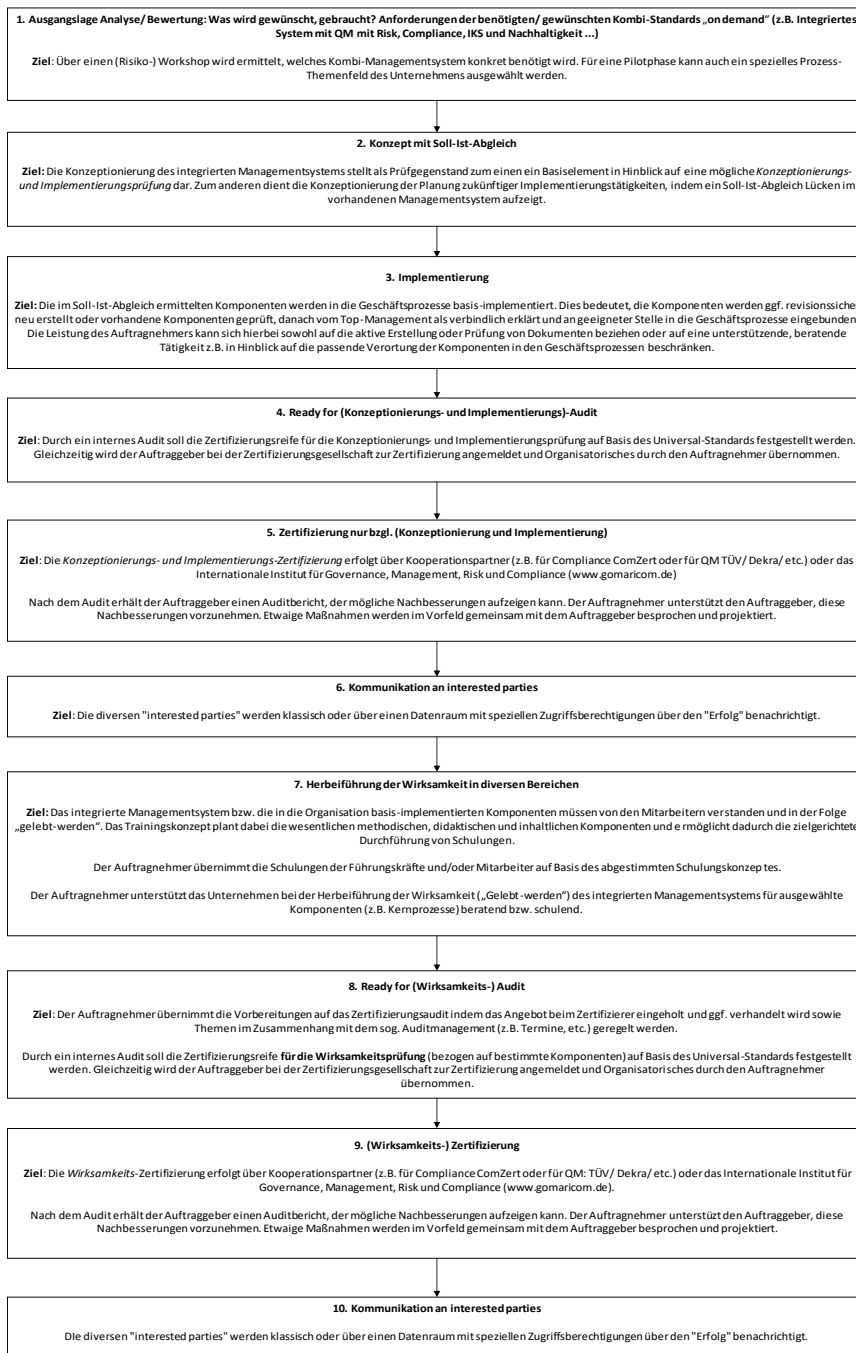 1. Ausgangslage Analyse/ Bewertung: Was wird gewünscht, gebraucht? Anforderungen der benötigten/ gewünschten Kombi-Standards „on demand“ (z.B. Integriertes
System mit QM mit Risk, Compliance, IKS und Nachhaltigkeit ...)
Ziel: Über einen (Risiko-) Workshop wird ermittelt, welches Kombi-Managementsystem konkret benötigt wird. Für eine Pilotphase kann auch ein spezielles Prozess-
Themenfeld des Unternehmens ausgewählt werden.
2. Konzept mit Soll-Ist-Abgleich
Ziel: Die Konzeptionierung des integrierten Managementsystems stellt als Prüfgegenstand zum einen ein Basiselement in Hinblick auf eine mögliche Konzeptionierungs-
und Implementierungsprüfung dar. Zum anderen dient die Konzeptionierung der Planung zukünftiger Implementierungstätigkeiten, indem ein Soll-Ist-Abgleich Lücken im
vorhandenen Managementsystem aufzeigt.
3. Implementierung
Ziel: Die im Soll-Ist-Abgleich ermittelten Komponenten werden in die Geschäftsprozesse basis-implementiert. Dies bedeutet, die Komponenten werden ggf. revisionssiche
neu erstellt oder vorhandene Komponenten geprüft, danach vom Top-Management als verbindlich erklärt und an geeigneter Stelle in die Geschäftsprozesse eingebunden
Die Leistung des Auftragnehmers kann sich hierbei sowohl auf die aktive Erstellung oder Prüfung von Dokumenten beziehen oder auf eine unterstützende, beratende
Tätigkeit z.B. in Hinblick auf die passende Verortung der Komponenten in den Geschäftsprozessen beschränken.
4. Ready for (Konzeptionierungs- und Implementierungs)-Audit
Ziel: Durch ein internes Audit soll die Zertifizierungsreife für die Konzeptionierungs- und Implementierungsprüfung auf Basis des Universal-Standards festgestellt werden.
Gleichzeitig wird der Auftraggeber bei der Zertifizierungsgesellschaft zur Zertifizierung angemeldet und Organisatorisches durch den Auftragnehmer übernommen.
5. Zertifizierung nur bzgl. (Konzeptionierung und Implementierung)
Ziel: Die Konzeptionierungs- und Implementierungs-Zertifizierung erfolgt über Kooperationspartner (z.B. für Compliance ComZert oder für QM TÜV/ Dekra/ etc.) oder das
Internationale Institut für Governance, Management, Risk und Compliance (www.gomaricom.de)
Nach dem Audit erhält der Auftraggeber einen Auditbericht, der mögliche Nachbesserungen aufzeigen kann. Der Auftragnehmer unterstützt den Auftraggeber, diese
Nachbesserungen vorzunehmen. Etwaige Maßnahmen werden im Vorfeld gemeinsam mit dem Auftraggeber besprochen und projektiert.
6. Kommunikation an interested parties
Ziel: Die diversen "interested parties" werden klassisch oder über einen Datenraum mit speziellen Zugriffsberechtigungen über den "Erfolg" benachrichtigt.
7. Herbeiführung der Wirksamkeit in diversen Bereichen
Ziel: Das integrierte Managementsystem bzw. die in die Organisation basis-implementierten Komponenten müssen von den Mitarbeitern verstanden und in der Folge
„gelebt-werden“. Das Trainingskonzept plant dabei die wesentlichen methodischen, didaktischen und inhaltlichen Komponenten und ermöglicht dadurch die zielgerichtete
Durchführung von Schulungen.
Der Auftragnehmer übernimmt die Schulungen der Führungskräfte und/oder Mitarbeiter auf Basis des abgestimmten Schulungskonzeptes.
Der Auftragnehmer unterstützt das Unternehmen bei der Herbeiführung der Wirksamkeit („Gelebt-werden“) des integrierten Managementsystems für ausgewählte
Komponenten (z.B. Kernprozesse) beratend bzw. schulend.
8. Ready for (Wirksamkeits-) Audit
Ziel: Der Auftragnehmer übernimmt die Vorbereitungen auf das Zertifizierungsaudit indem das Angebot beim Zertifizierer eingeholt und ggf. verhandelt wird sowie
Themen im Zusammenhang mit dem sog. Auditmanagement (z.B. Termine, etc.) geregelt werden.
Durch ein internes Audit soll die Zertifizierungsreife für die Wirksamkeitsprüfung (bezogen auf bestimmte Komponenten) auf Basis des Universal-Standards festgestellt
werden. Gleichzeitig wird der Auftraggeber bei der Zertifizierungsgesellschaft zur Zertifizierung angemeldet und Organisatorisches durch den Auftragnehmer
übernommen.
9. (Wirksamkeits-) Zertifizierung
Ziel: Die Wirksamkeits-Zertifizierung erfolgt über Kooperationspartner (z.B. für Compliance ComZert oder für QM: TÜV/ Dekra/ etc.) oder das Internationale Institut für
Governance, Management, Risk und Compliance (www.gomaricom.de).
Nach dem Audit erhält der Auftraggeber einen Auditbericht, der mögliche Nachbesserungen aufzeigen kann. Der Auftragnehmer unterstützt den Auftraggeber, diese
Nachbesserungen vorzunehmen. Etwaige Maßnahmen werden im Vorfeld gemeinsam mit dem Auftraggeber besprochen und projektiert.
10. Kommunikation an interested parties
DIe diversen "interested parties" werden klassisch oder über einen Datenraum mit speziellen Zugriffsberechtigungen über den "Erfolg" benachrichtigt.